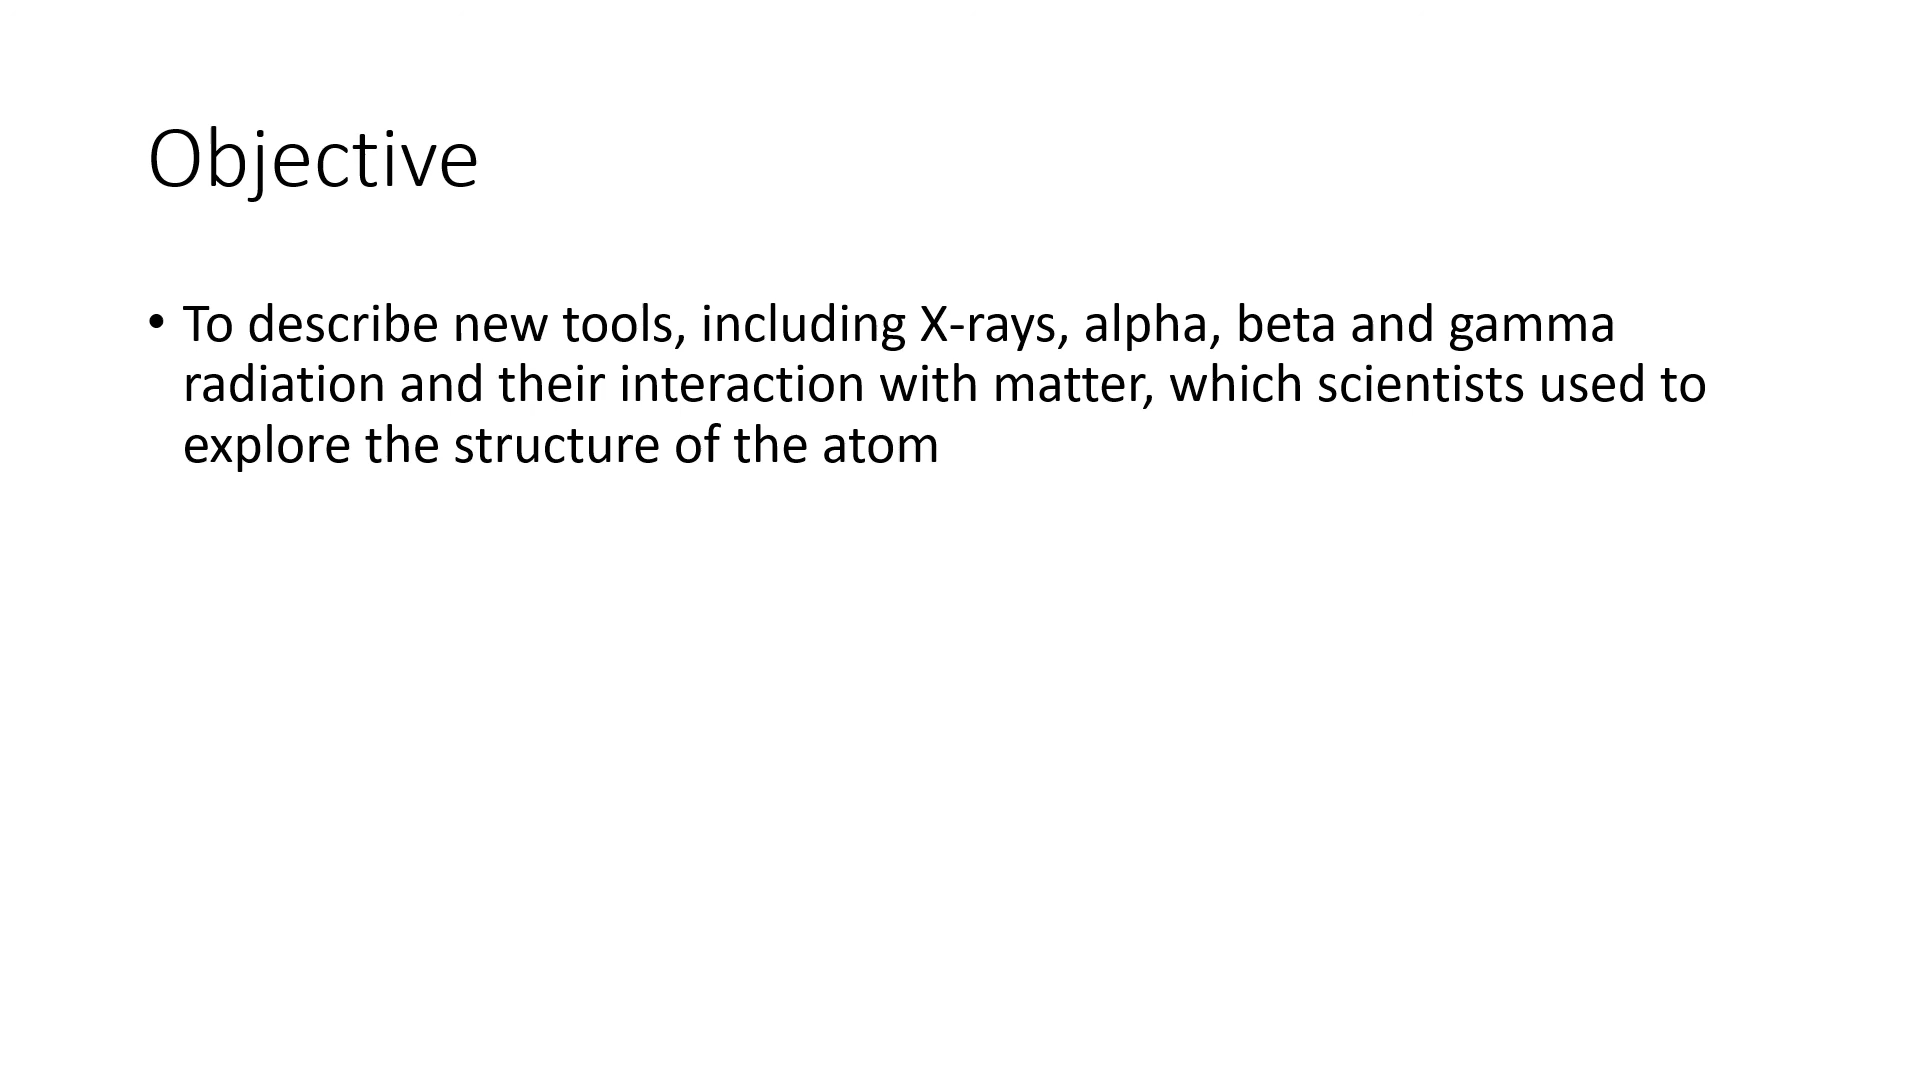 Objective
• To describe new tools, including X-rays, alpha, beta and gamma
radiation and their interaction with matter, which scientists used to
explore the structure of the atom